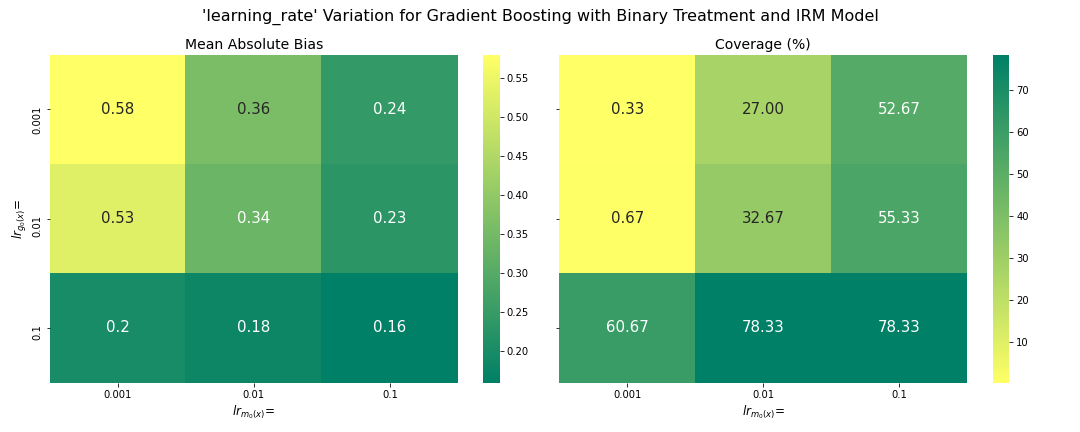 'learning_rate' Variation for Gradient Boosting with Binary Treatment and IRM Model
Mean Absolute Bias
lr_{g_0(x)}=
0.001
0.01
0.1
0.58 0.36 0.24
0.53 0.34 0.23
0.2 0.18 0.16
0.001 0.01 0.1
lr_{m_0(x)}=
0.55
0.50
0.45
0.40
0.35
0.30
0.25
0.20
Coverage (%)
0.33 27.00 52.67
0.67 32.67 55.33
60.67 78.33 78.33
0.001 0.01 0.1
lr_{m_0(x)}=
70
60
50
40
30
20
10